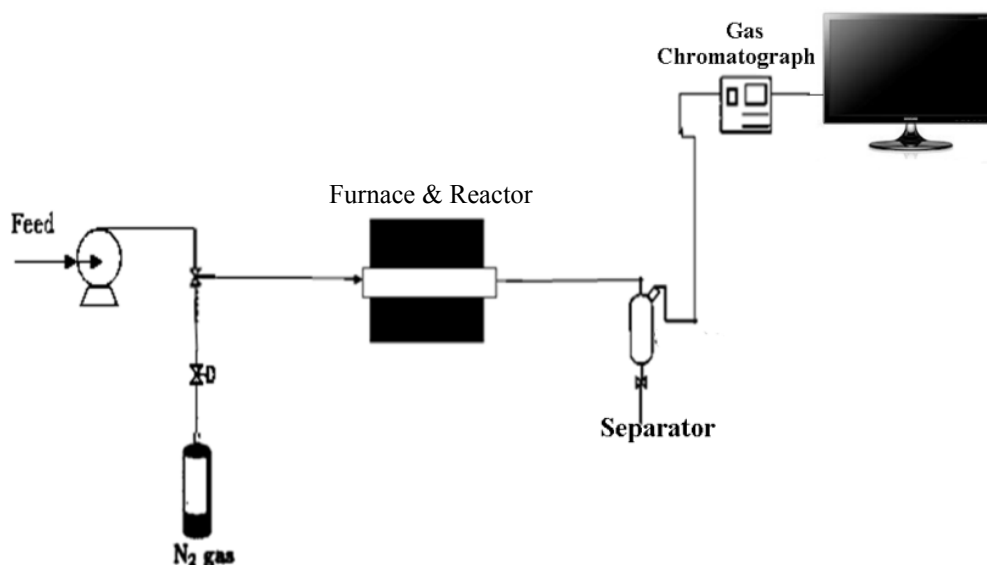 Gas
Chromatograph
Furnace & Reactor
Feed
N₂ gas
Separator